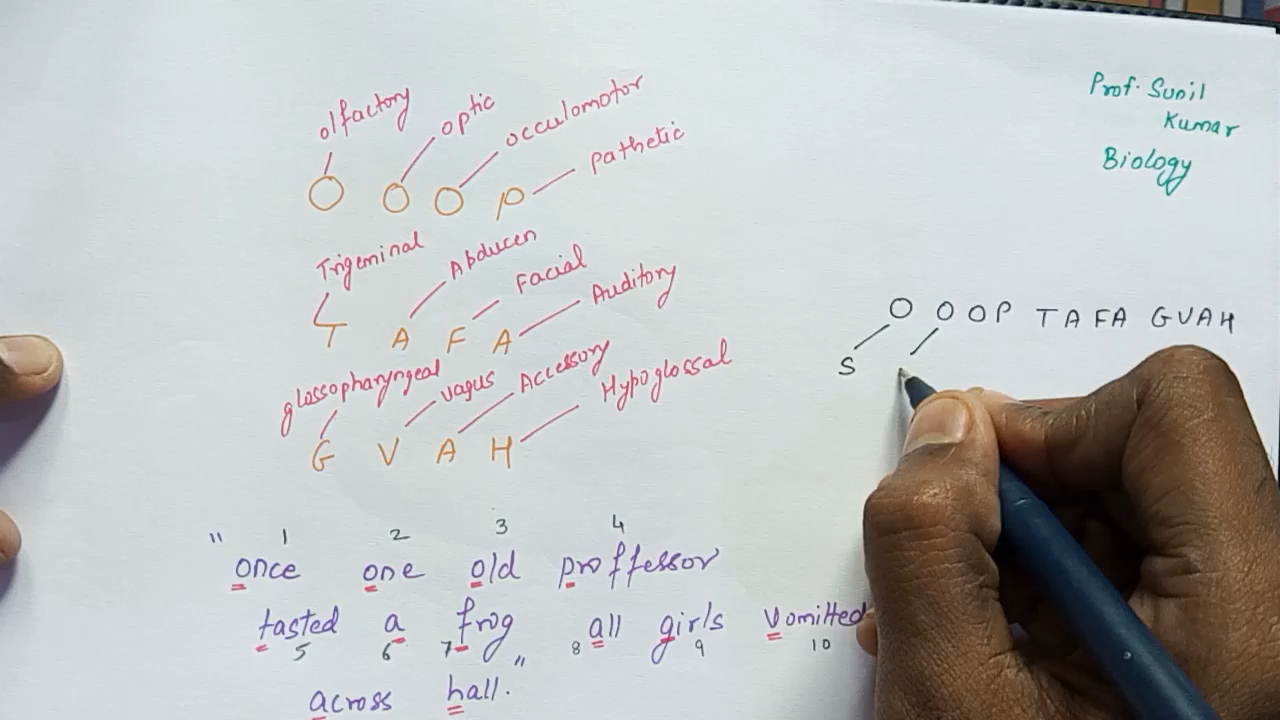 olfactory optic occulomotor pathetic
O O O P
Trigeminal Abducen Facial Auditory
T A F A
glossopharyngeal vagus Accessory Hypoglossal
G V A H
" 1 2 3 4
once one old proffessor
tasted a frog all girls vomitted
5 6 7 " 8 9 10
across hall.
Prof. Sunil
Kumar
Biology
O O O P T A F A G V A H
S